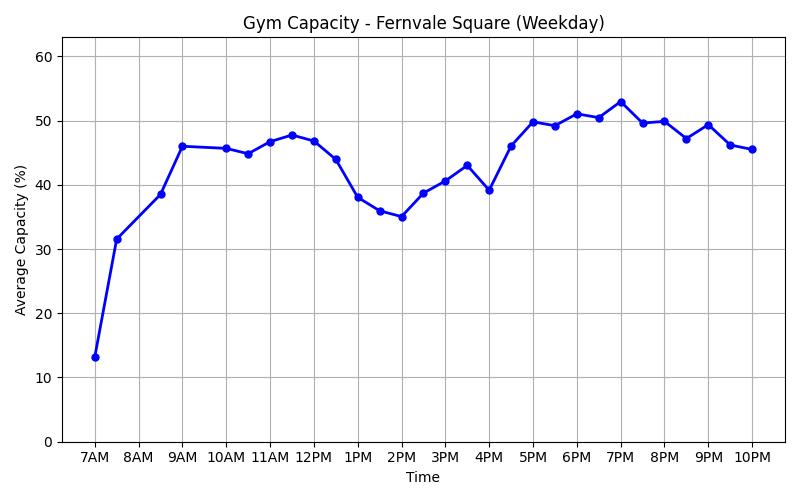 Gym Capacity - Fernvale Square (Weekday)
Average Capacity (%)
60
50
40
30
20
10
0
7AM 8AM 9AM 10AM 11AM 12PM 1PM 2PM 3PM 4PM 5PM 6PM 7PM 8PM 9PM 10PM
Time